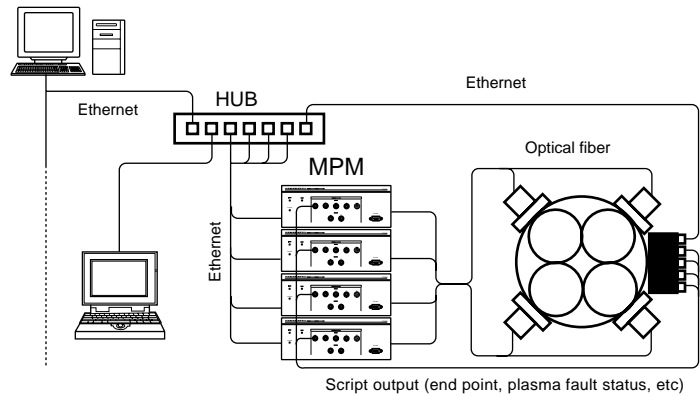 Ethernet
HUB
Ethernet
Optical fiber
MPM
Ethernet
Script output (end point, plasma fault status, etc)